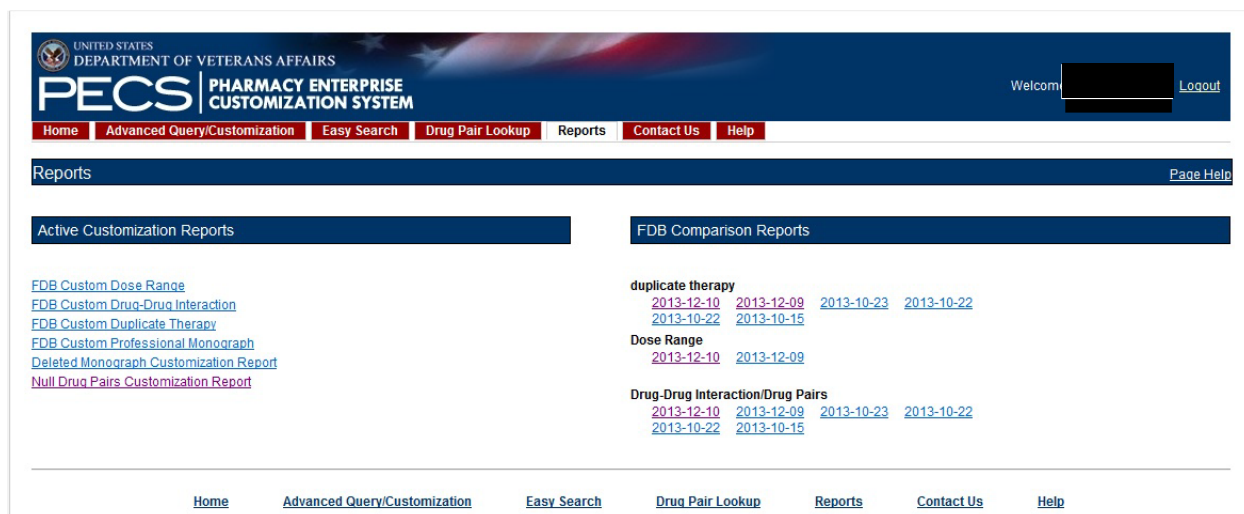 UNITED STATES
DEPARTMENT OF VETERANS AFFAIRS
PECS PHARMACY ENTERPRISE
CUSTOMIZATION SYSTEM
Welcom Logout
Home Advanced Query/Customization Easy Search Drug Pair Lookup Reports Contact Us Help
Reports Page Help
Active Customization Reports
FDB Custom Dose Range
FDB Custom Drug-Drug Interaction
FDB Custom Duplicate Therapy
FDB Custom Professional Monograph
Deleted Monograph Customization Report
Null Drug Pairs Customization Report
FDB Comparison Reports
duplicate therapy
2013-12-10 2013-12-09 2013-10-23 2013-10-22
2013-10-22 2013-10-15
Dose Range
2013-12-10 2013-12-09
Drug-Drug Interaction/Drug Pairs
2013-12-10 2013-12-09 2013-10-23 2013-10-22
2013-10-22 2013-10-15
Home Advanced Query/Customization Easy Search Drug Pair Lookup Reports Contact Us Help